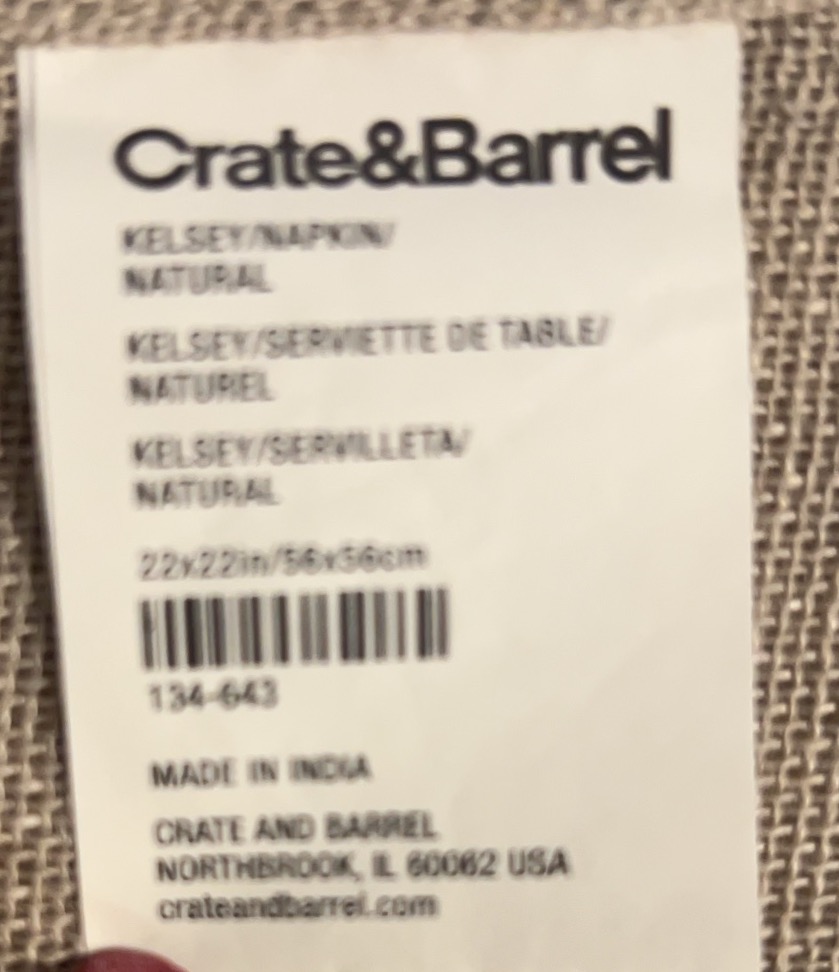 Crate&Barrel
KELSEY/NAPKIN/
NATURAL
KELSEY/SERVIETTE DE TABLE/
NATUREL
KELSEY/SERVILLETA/
NATURAL
22x22in/56x56cm
134-643
MADE IN INDIA
CRATE AND BARREL
NORTHBROOK, IL 60062 USA
crateandbarrel.com